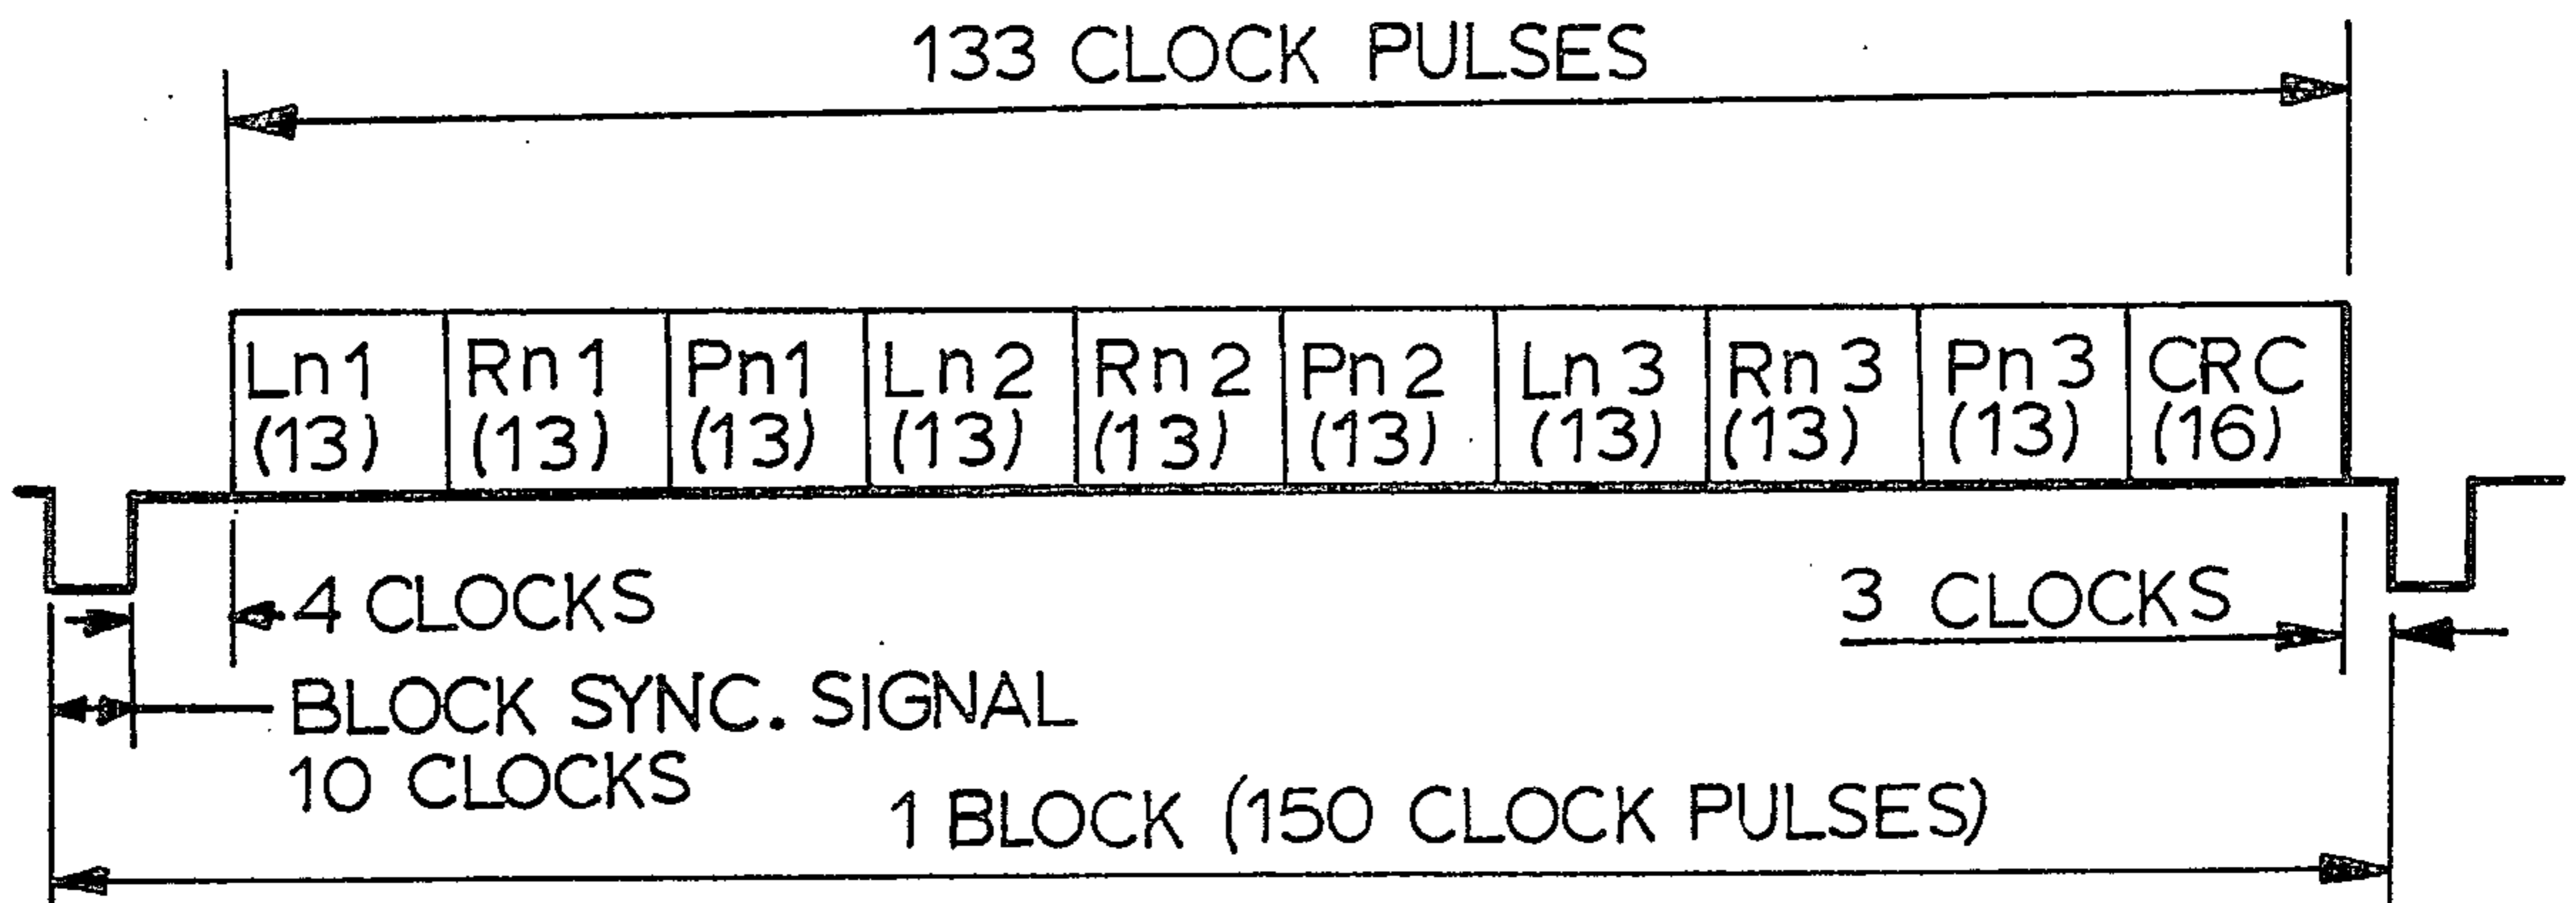 133 CLOCK PULSES
Ln1 Rn1 Pn1 Ln2 Rn2 Pn2 Ln3 Rn3 Pn3 CRC
(13) (13) (13) (13) (13) (13) (13) (13) (13) (16)
4 CLOCKS
3 CLOCKS
BLOCK SYNC. SIGNAL
10 CLOCKS
1 BLOCK (150 CLOCK PULSES)